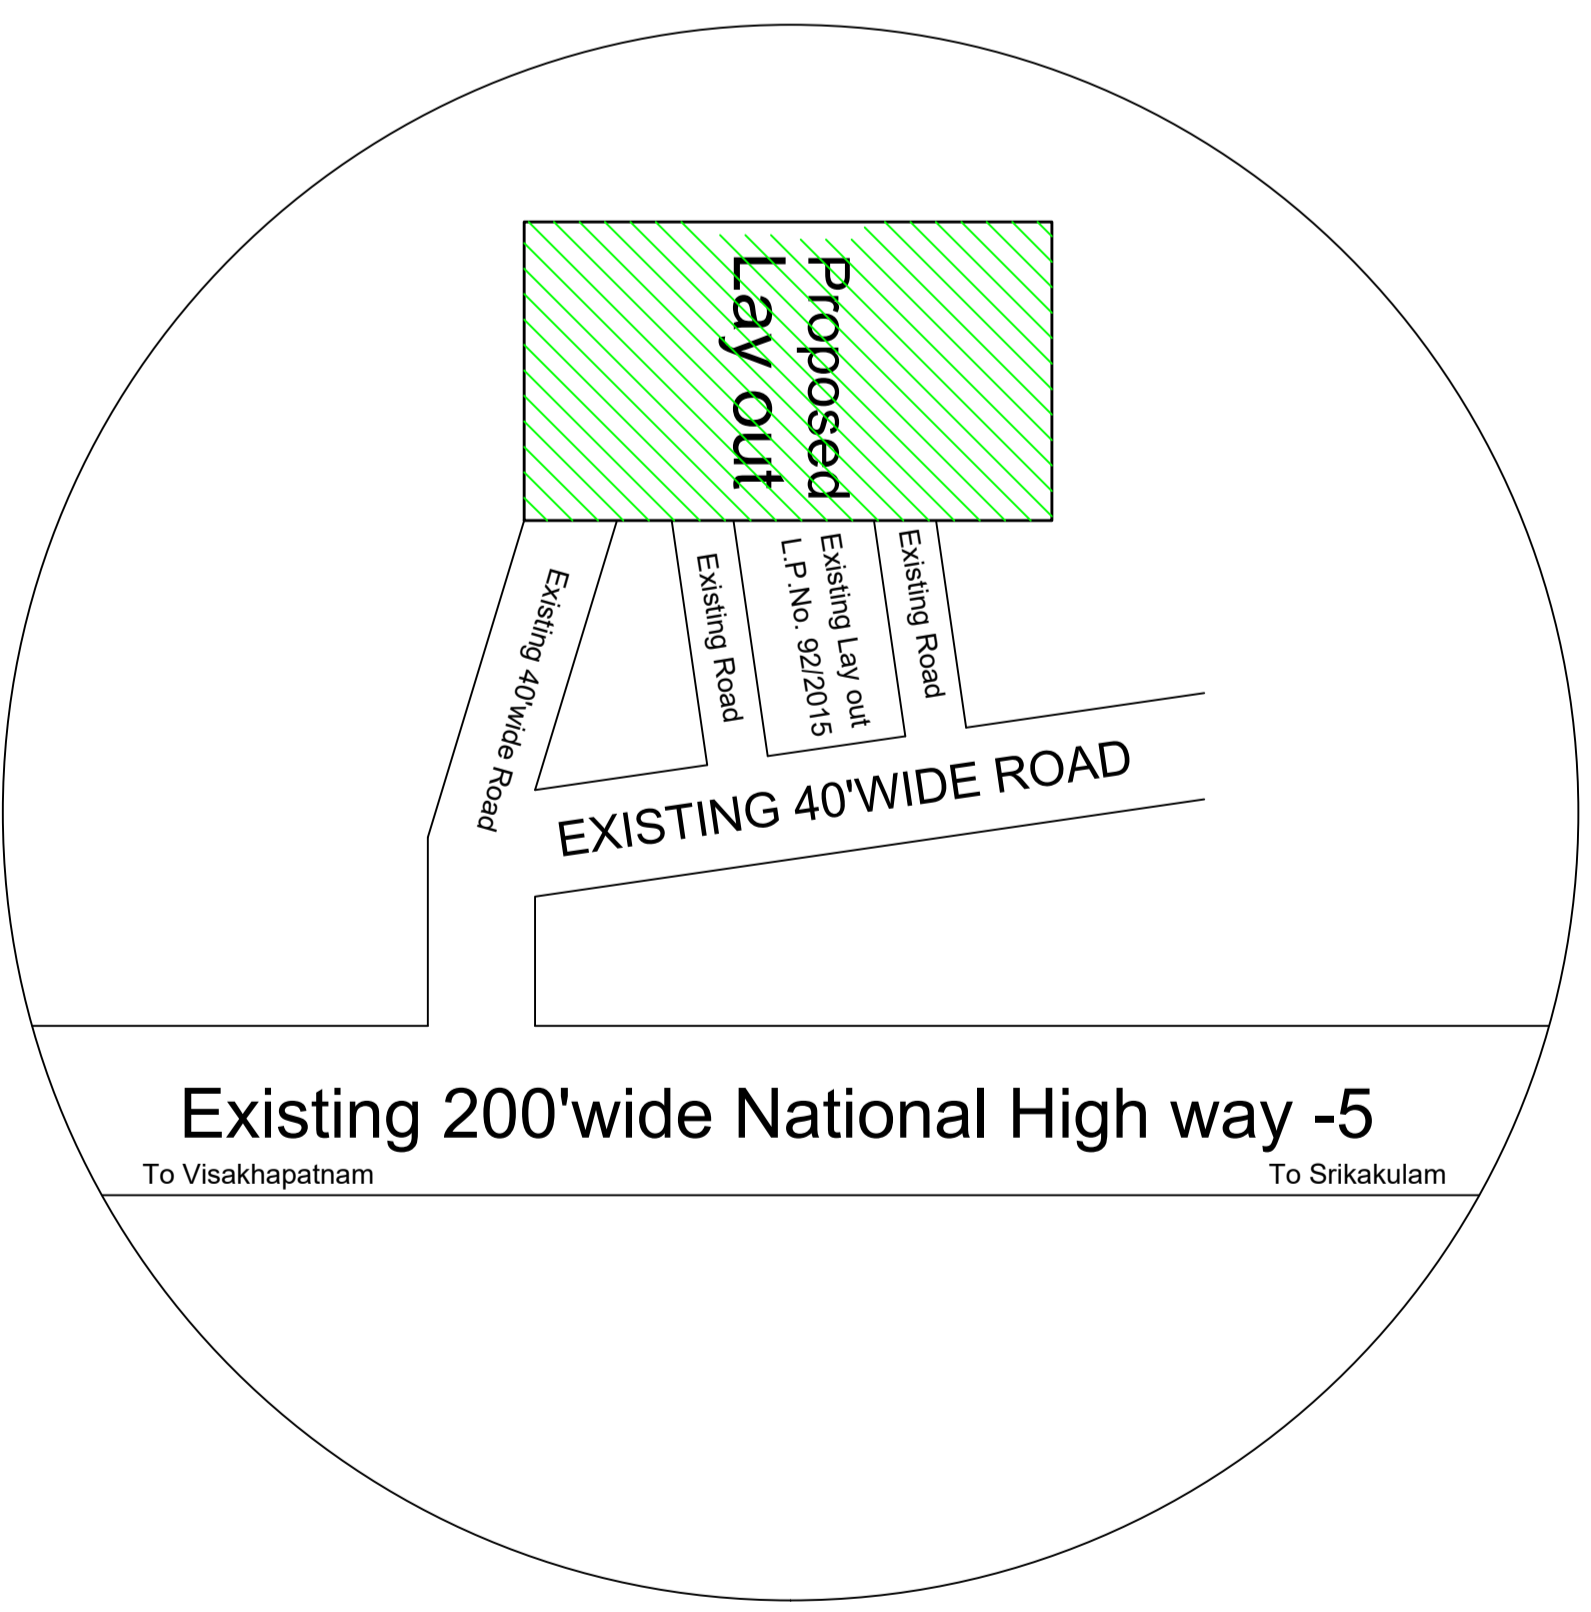 Proposed
Lay out
Existing 40'wide Road
Existing Road
Existing Lay out
L.P.No. 92/2015
Existing Road
EXISTING 40'WIDE ROAD
Existing 200'wide National High way -5
To Visakhapatnam
To Srikakulam